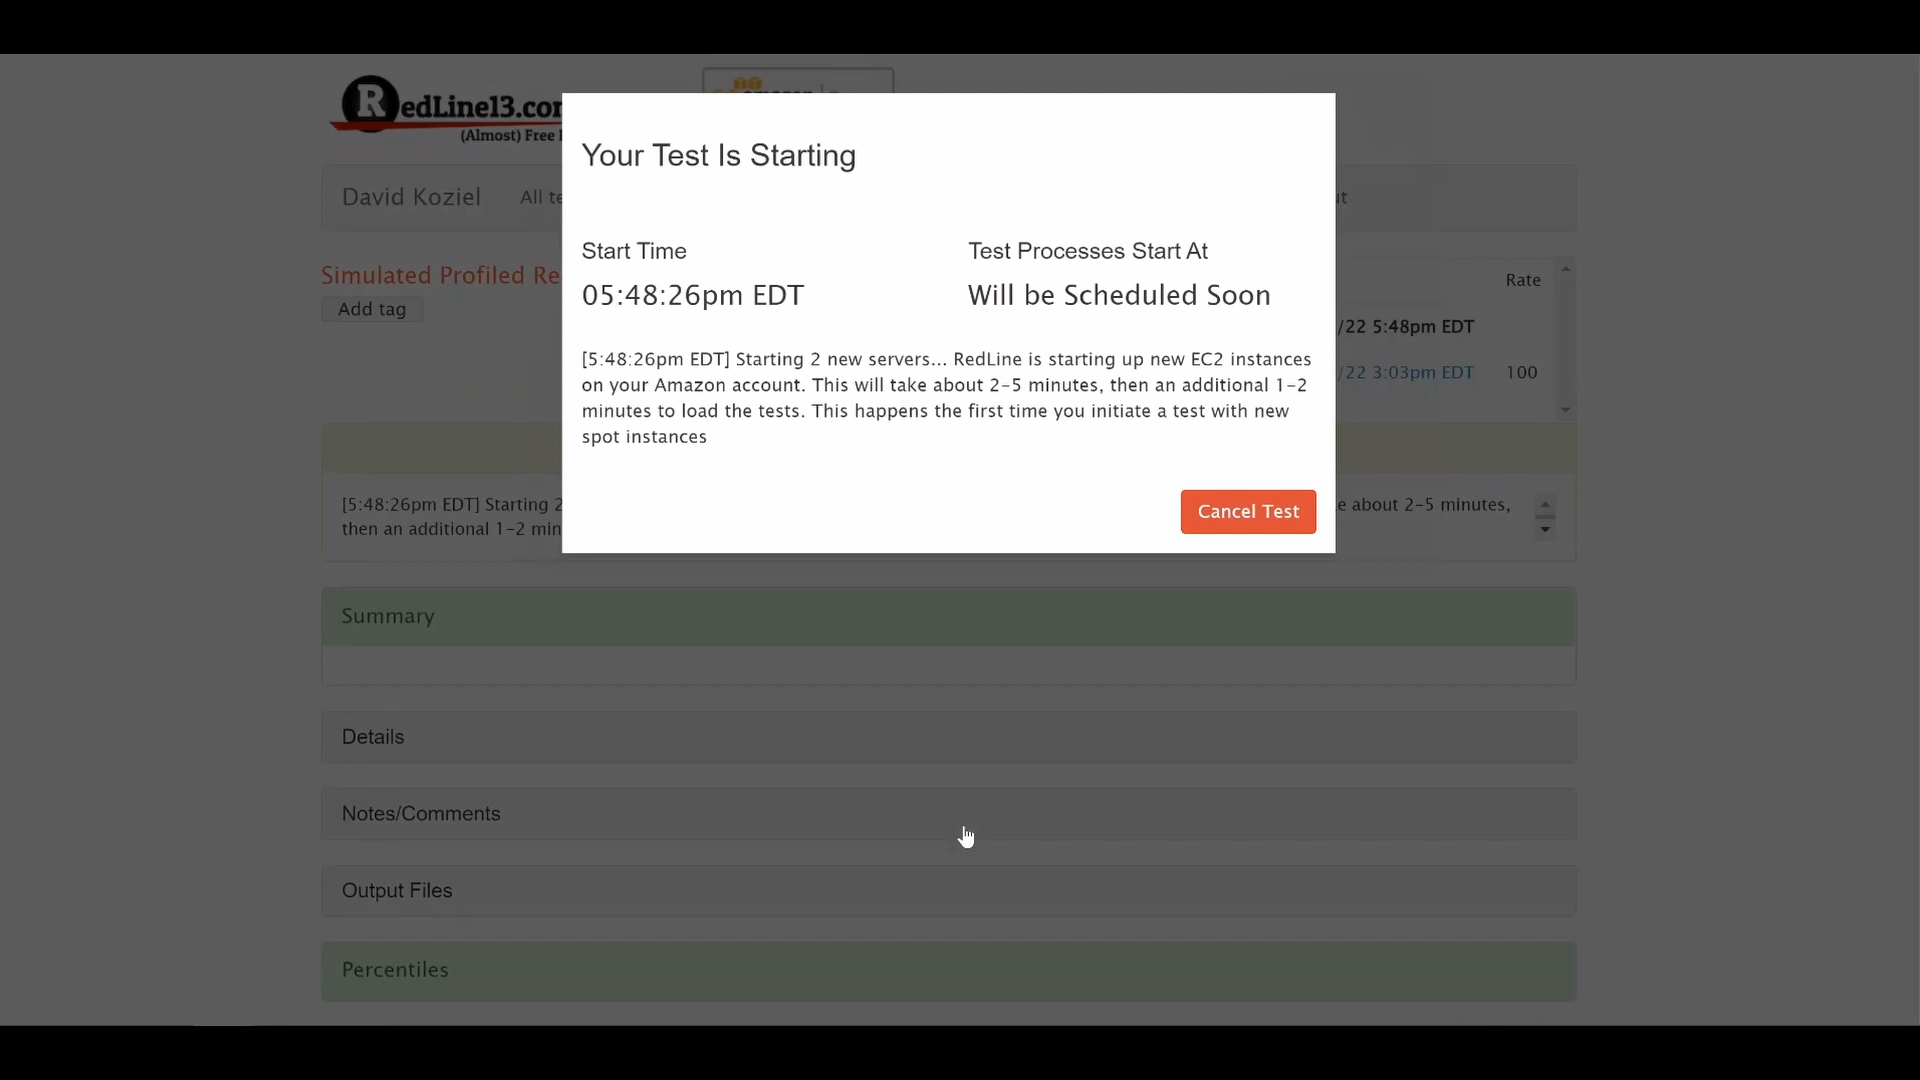 RedLine13.co
(Almost) Free
amazon
David Koziel All
Simulated Profiled
Add tag
Rate
/22 5:48pm EDT
/22 3:03pm EDT 100
Your Test Is Starting
Start Time
Test Processes Start At
05:48:26pm EDT
Will be Scheduled Soon
[5:48:26pm EDT] Starting 2 new servers... RedLine is starting up new EC2 instances
on your Amazon account. This will take about 2-5 minutes, then an additional 1-2
minutes to load the tests. This happens the first time you initiate a test with new
spot instances
Cancel Test
[5:48:26pm EDT] Starting 2 e about 2-5 minutes,
then an additional 1-2 min
Summary
Details
Notes/Comments
Output Files
Percentiles